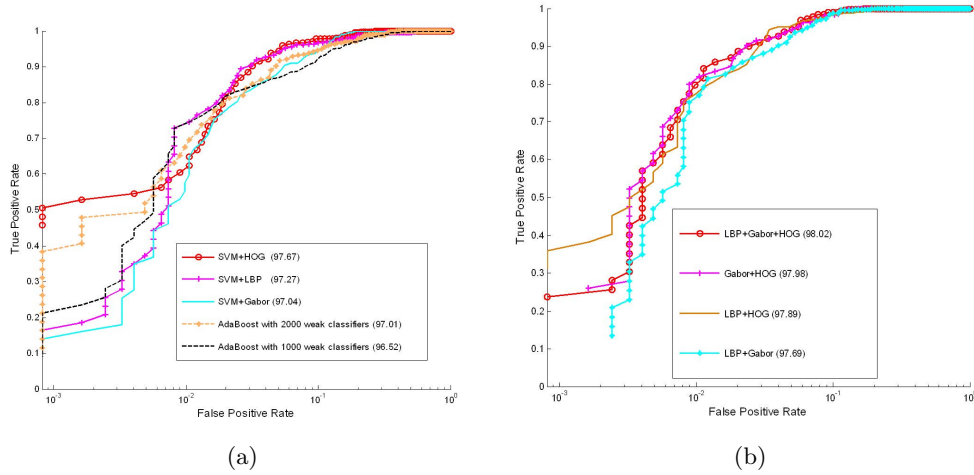 1
0.9
0.8
0.7
0.6
0.5
0.4
0.3
0.2
0.1
0
True Positive Rate
SVM+HOG (97.67)
SVM+LBP (97.27)
SVM+Gabor (97.04)
AdaBoost with 2000 weak classifiers (97.01)
AdaBoost with 1000 weak classifiers (96.52)
10⁻³ 10⁻² 10⁻¹ 10⁰
False Positive Rate
(a)
1
0.9
0.8
0.7
0.6
0.5
0.4
0.3
0.2
0.1
0
True Positive Rate
LBP+Gabor+HOG (98.02)
Gabor+HOG (97.98)
LBP+HOG (97.89)
LBP+Gabor (97.69)
10⁻³ 10⁻² 10⁻¹ 10⁰
False Positive Rate
(b)